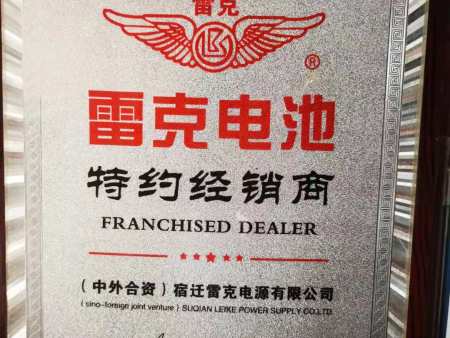 雷克
®
雷克电池
特约经销商
FRANCHISED DEALER
（中外合资）宿迁雷克电源有限公司
( sino-foreign joint venture ) SUQIAN LEIKE POWER SUPPLY CO.LTD.